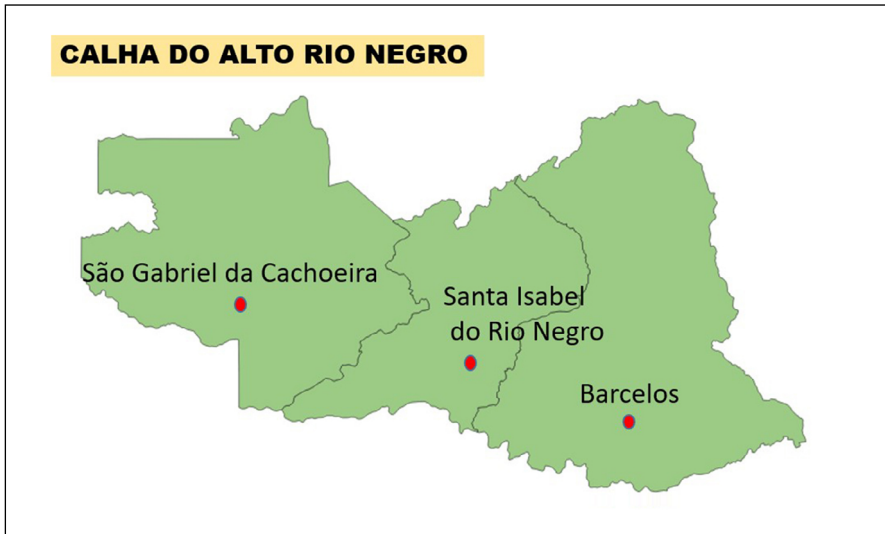 CALHA DO ALTO RIO NEGRO
São Gabriel da Cachoeira
Santa Isabel
do Rio Negro
Barcelos